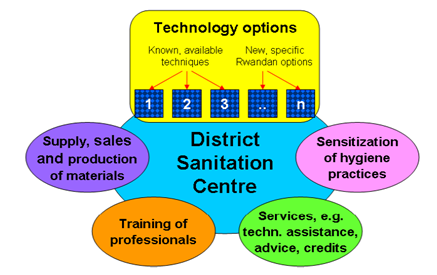 Technology options
Known, available
techniques
New, specific
Rwandan options
1 2 3 .. n
District
Sanitation
Centre
Supply, sales
and production
of materials
Sensitization
of hygiene
practices
Training of
professionals
Services, e.g.
techn. assistance,
advice, credits